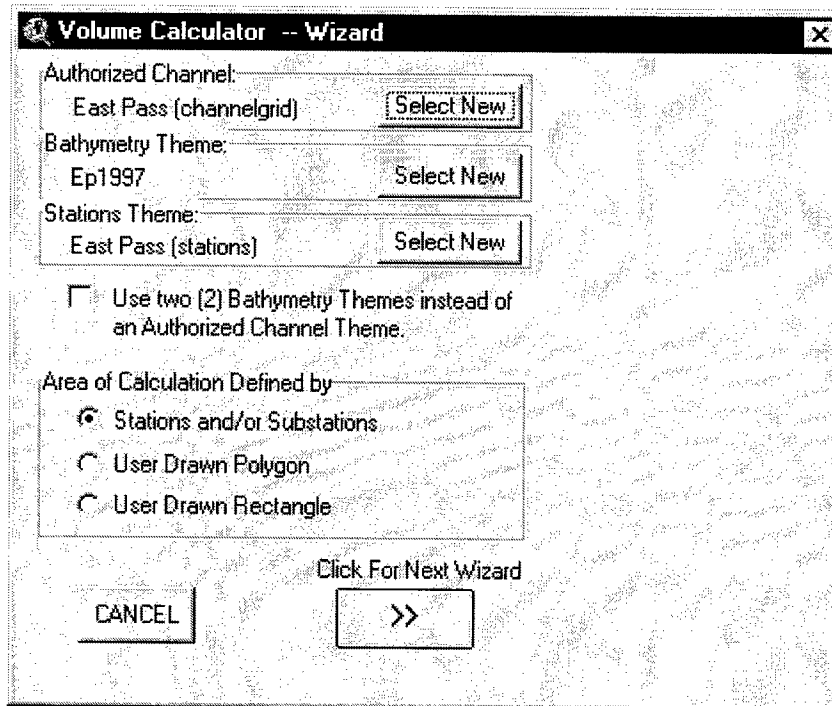 Volume Calculator -- Wizard
Authorized Channel:
East Pass (channelgrid)
Select New
Bathymetry Theme:
Ep1997
Select New
Stations Theme:
East Pass (stations)
Select New
Use two (2) Bathymetry Themes instead of
an Authorized Channel Theme.
Area of Calculation Defined by
Stations and/or Substations
User Drawn Polygon
User Drawn Rectangle
Click For Next Wizard
CANCEL
>>